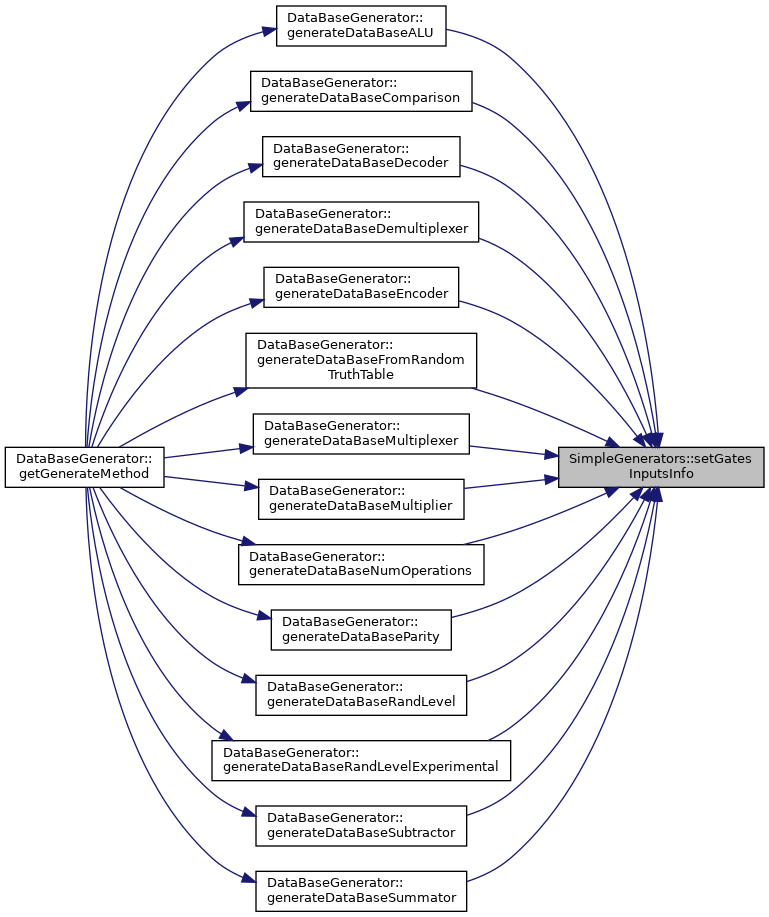 DataBaseGenerator::
generateDataBaseALU
DataBaseGenerator::
generateDataBaseComparison
DataBaseGenerator::
generateDataBaseDecoder
DataBaseGenerator::
generateDataBaseDemultiplexer
DataBaseGenerator::
generateDataBaseEncoder
DataBaseGenerator::
generateDataBaseFromRandom
TruthTable
DataBaseGenerator::
generateDataBaseMultiplexer
DataBaseGenerator::
getGenerateMethod
SimpleGenerators::setGates
InputsInfo
DataBaseGenerator::
generateDataBaseMultiplier
DataBaseGenerator::
generateDataBaseNumOperations
DataBaseGenerator::
generateDataBaseParity
DataBaseGenerator::
generateDataBaseRandLevel
DataBaseGenerator::
generateDataBaseRandLevelExperimental
DataBaseGenerator::
generateDataBaseSubtractor
DataBaseGenerator::
generateDataBaseSummator